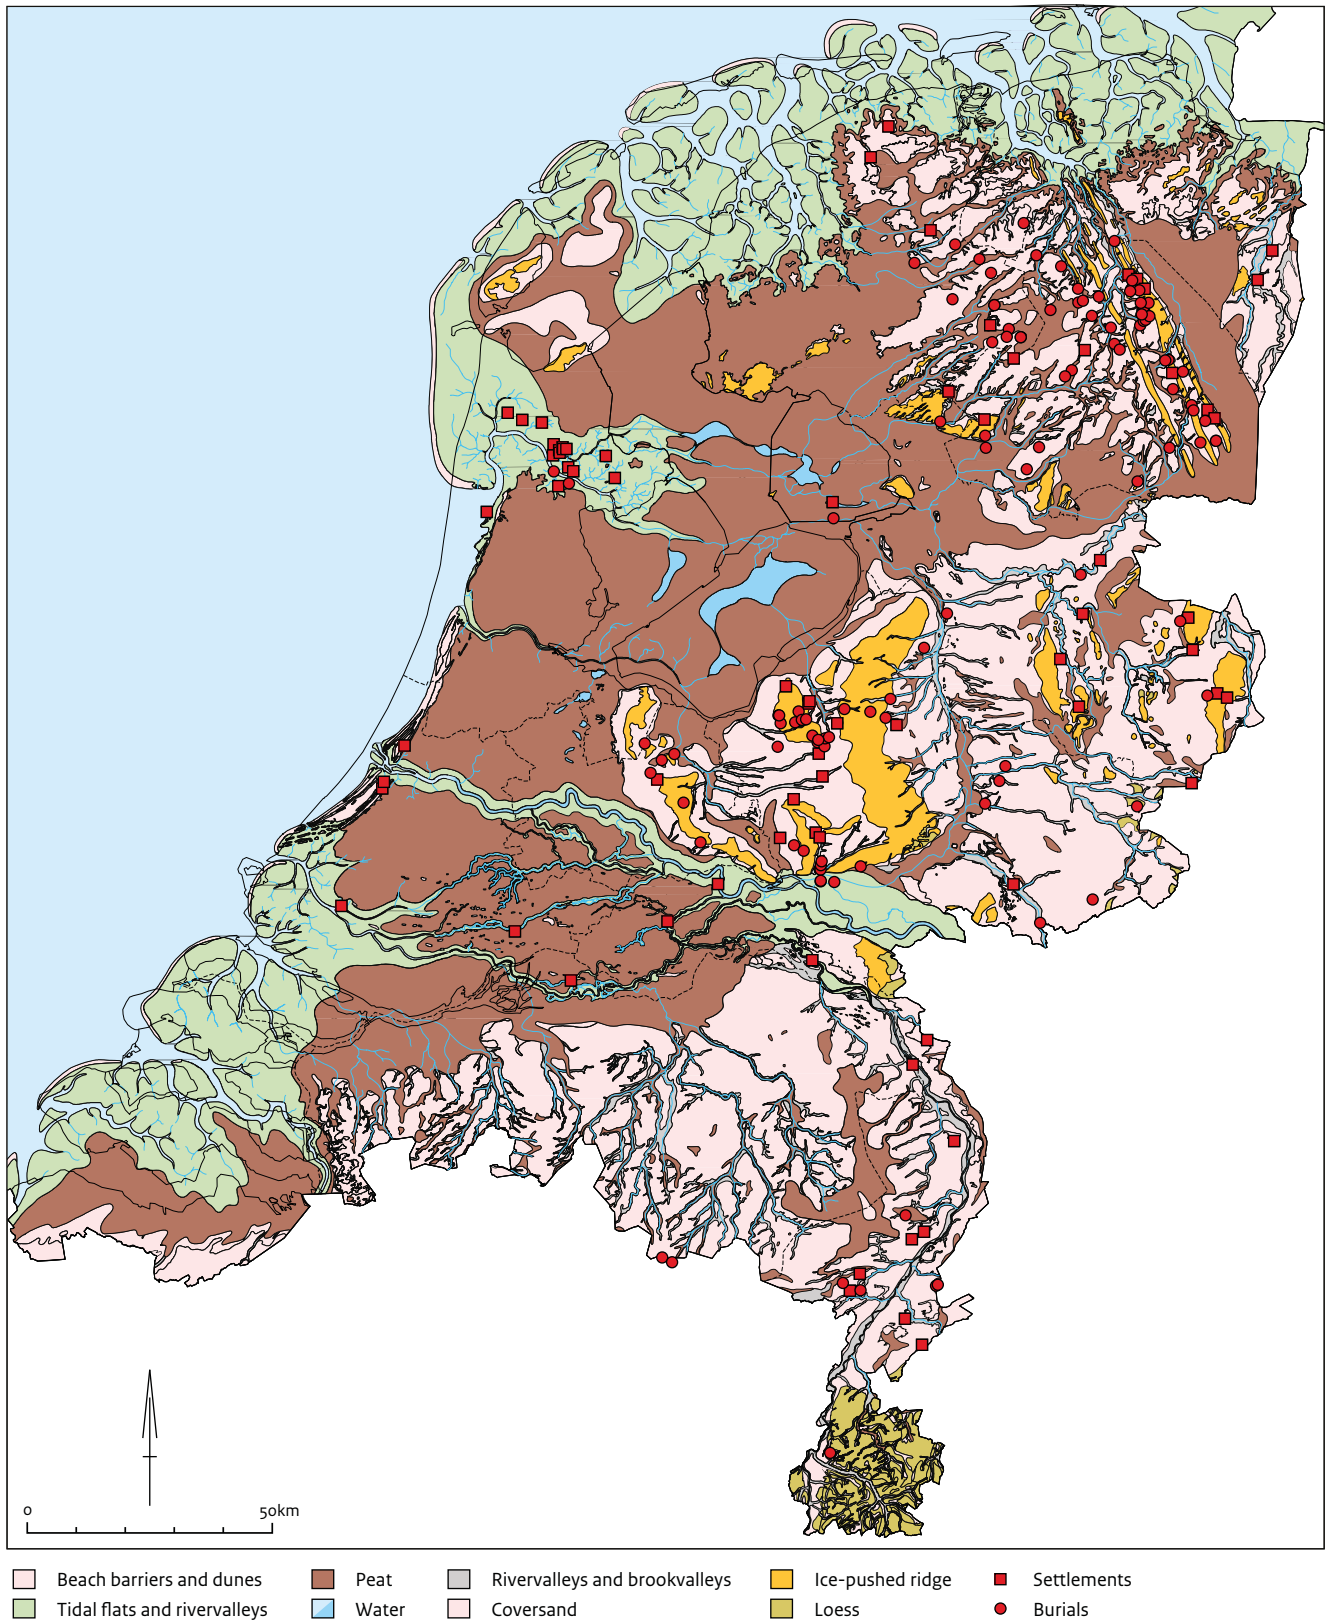 0 50km
Beach barriers and dunes Peat Rivervalleys and brookvalleys Ice-pushed ridge Settlements
Tidal flats and rivervalleys Water Coversand Loess Burials